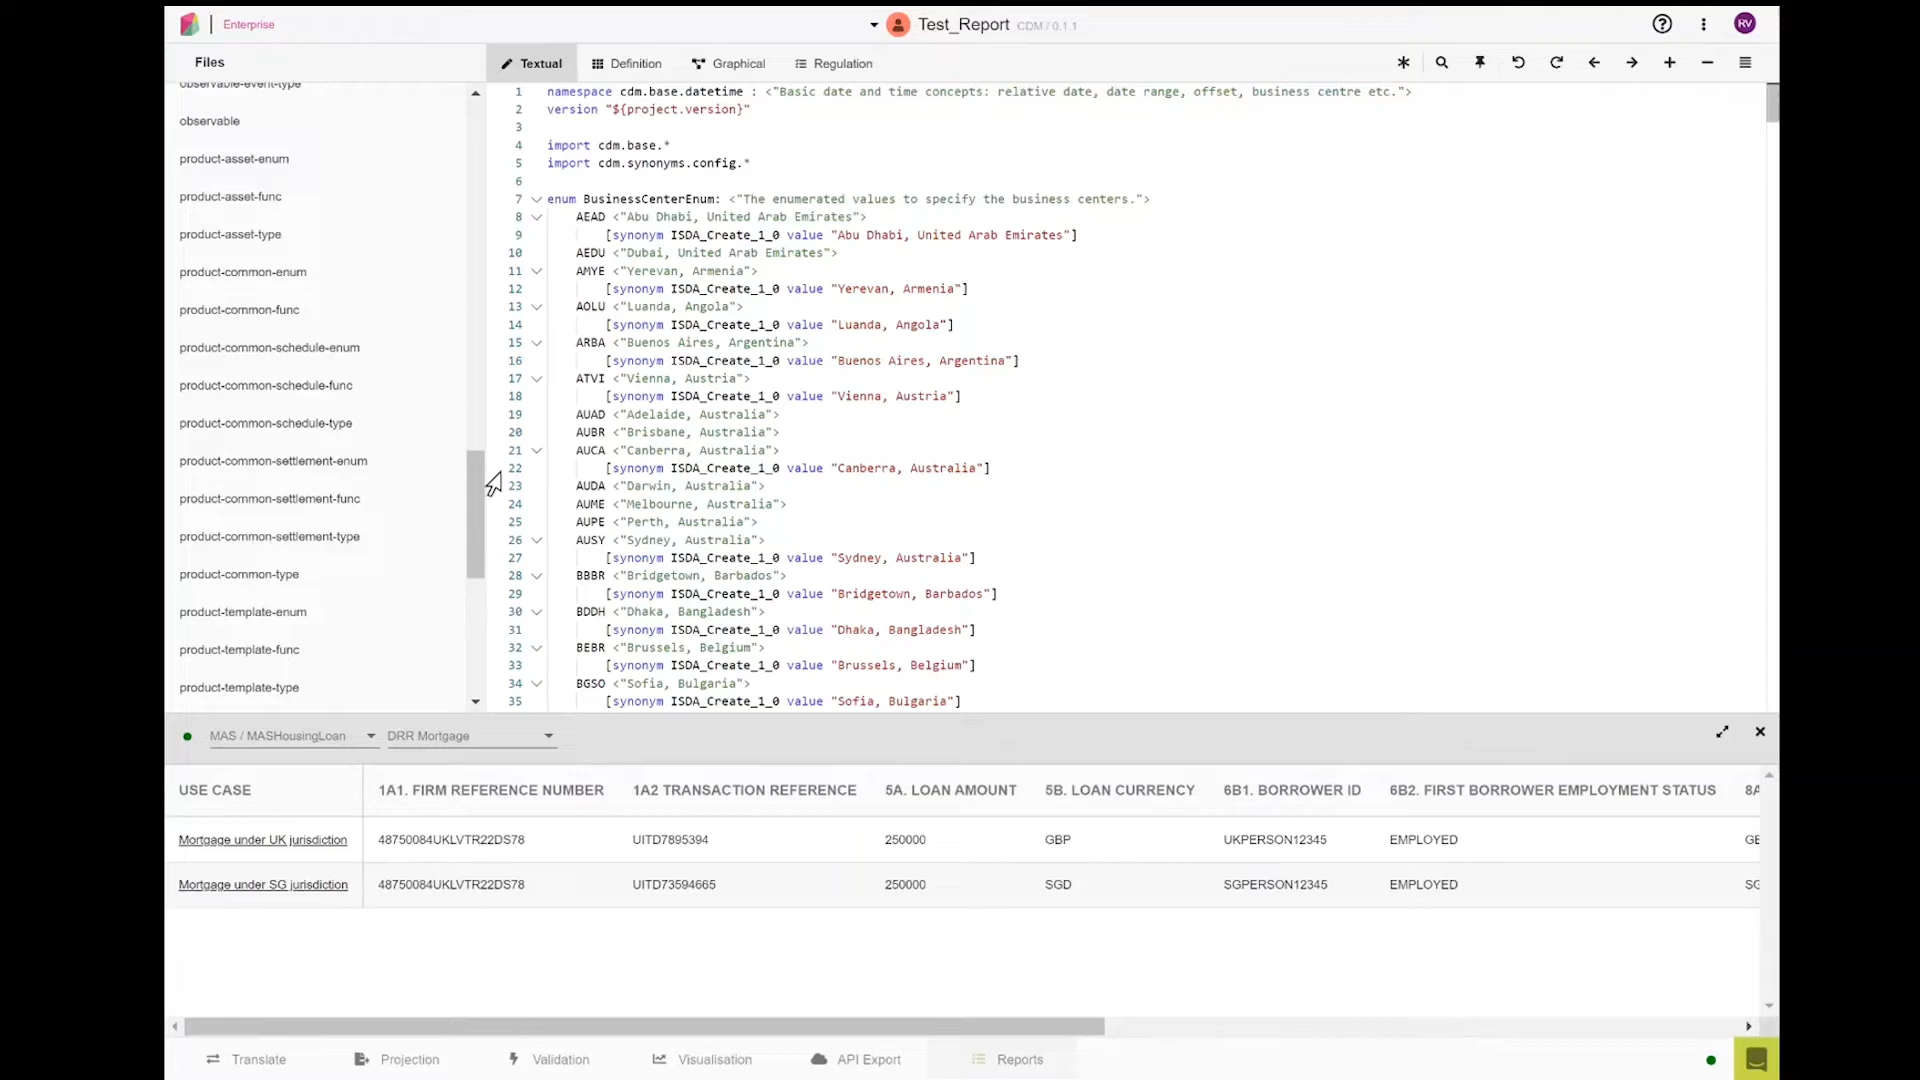 Enterprise
Test_Report CDM / 0.1.1
RV
Files
Textual
Definition
Graphical
Regulation
observable-event-type
observable
product-asset-enum
product-asset-func
product-asset-type
product-common-enum
product-common-func
product-common-schedule-enum
product-common-schedule-func
product-common-schedule-type
product-common-settlement-enum
product-common-settlement-func
product-common-settlement-type
product-common-type
product-template-enum
product-template-func
product-template-type
1 namespace cdm.base.datetime : <"Basic date and time concepts: relative date, date range, offset, business centre etc.">
2 version "${project.version}"
3
4 import cdm.base.*
5 import cdm.synonyms.config.*
6
7 enum BusinessCenterEnum: <"The enumerated values to specify the business centers.">
8 AEAD <"Abu Dhabi, United Arab Emirates">
9 [synonym ISDA_Create_1_0 value "Abu Dhabi, United Arab Emirates"]
10 AEDU <"Dubai, United Arab Emirates">
11 AMYE <"Yerevan, Armenia">
12 [synonym ISDA_Create_1_0 value "Yerevan, Armenia"]
13 AOLU <"Luanda, Angola">
14 [synonym ISDA_Create_1_0 value "Luanda, Angola"]
15 ARBA <"Buenos Aires, Argentina">
16 [synonym ISDA_Create_1_0 value "Buenos Aires, Argentina"]
17 ATVI <"Vienna, Austria">
18 [synonym ISDA_Create_1_0 value "Vienna, Austria"]
19 AUAD <"Adelaide, Australia">
20 AUBR <"Brisbane, Australia">
21 AUCA <"Canberra, Australia">
22 [synonym ISDA_Create_1_0 value "Canberra, Australia"]
23 AUDA <"Darwin, Australia">
24 AUME <"Melbourne, Australia">
25 AUPE <"Perth, Australia">
26 AUSY <"Sydney, Australia">
27 [synonym ISDA_Create_1_0 value "Sydney, Australia"]
28 BBBR <"Bridgetown, Barbados">
29 [synonym ISDA_Create_1_0 value "Bridgetown, Barbados"]
30 BDDH <"Dhaka, Bangladesh">
31 [synonym ISDA_Create_1_0 value "Dhaka, Bangladesh"]
32 BEBR <"Brussels, Belgium">
33 [synonym ISDA_Create_1_0 value "Brussels, Belgium"]
34 BGSO <"Sofia, Bulgaria">
35 [synonym ISDA_Create_1_0 value "Sofia, Bulgaria"]
MAS / MASHousingLoan
DRR Mortgage
USE CASE 1A1. FIRM REFERENCE NUMBER 1A2 TRANSACTION REFERENCE 5A. LOAN AMOUNT 5B. LOAN CURRENCY 6B1. BORROWER ID 6B2. FIRST BORROWER EMPLOYMENT STATUS 8A
Mortgage under UK jurisdiction 48750084UKLVTR22DS78 UITD7895394 250000 GBP UKPERSON12345 EMPLOYED
Mortgage under SG jurisdiction 48750084UKLVTR22DS78 UITD73594665 250000 SGD SGPERSON12345 EMPLOYED
Translate
Projection
Validation
Visualisation
API Export
Reports